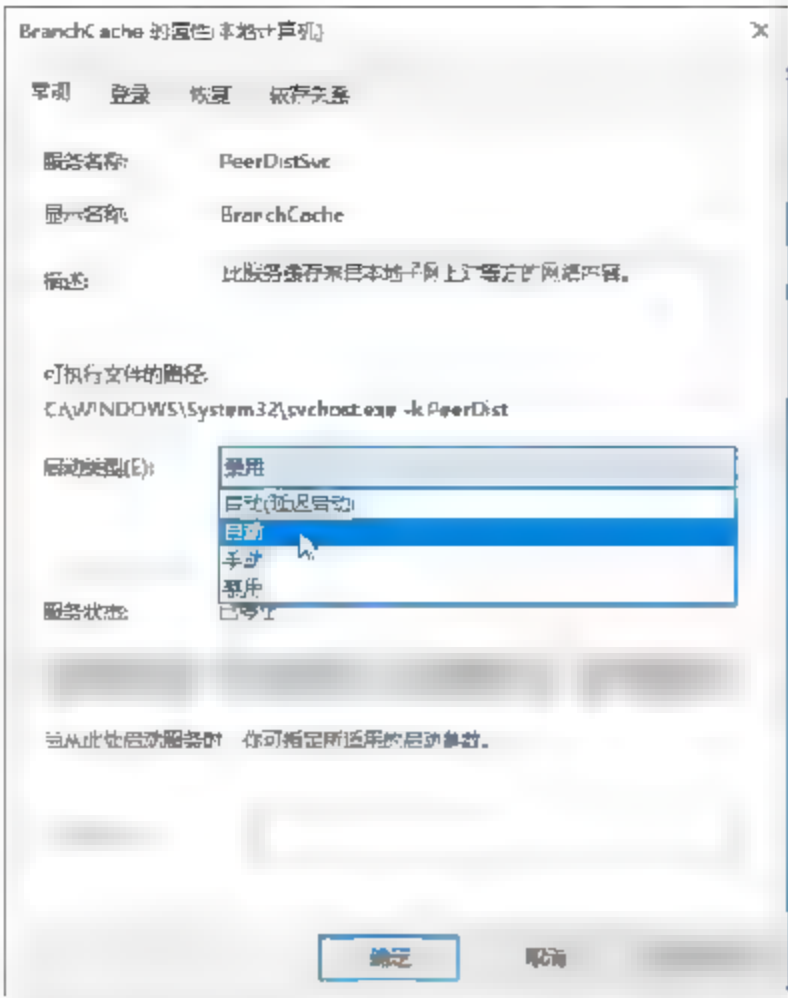 BranchCache 的属性(本地计算机)
常规 登录 恢复 依存关系
服务名称: PeerDistSvc
显示名称: BranchCache
描述: 此服务缓存来自本地子网上对等方的网络内容。
可执行文件的路径:
C:\WINDOWS\System32\svchost.exe -k PeerDist
启动类型(E): 禁用
自动(延迟启动)
自动
手动
禁用
服务状态: 已停止
当从此处启动服务时，你可指定所适用的启动参数。
确定 取消